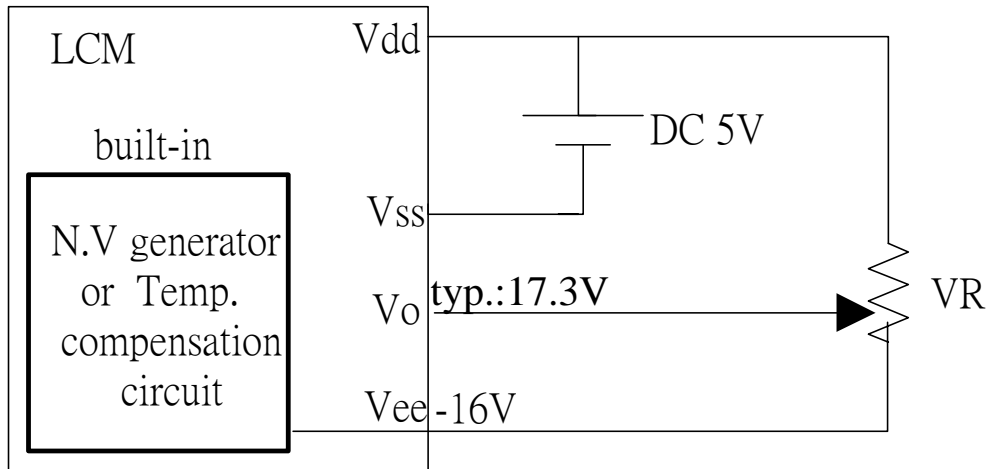 LCM
Vdd
built-in
DC 5V
Vss
N.V generator
or Temp.
compensation
circuit
Vo
typ.:17.3V
VR
Vee
-16V